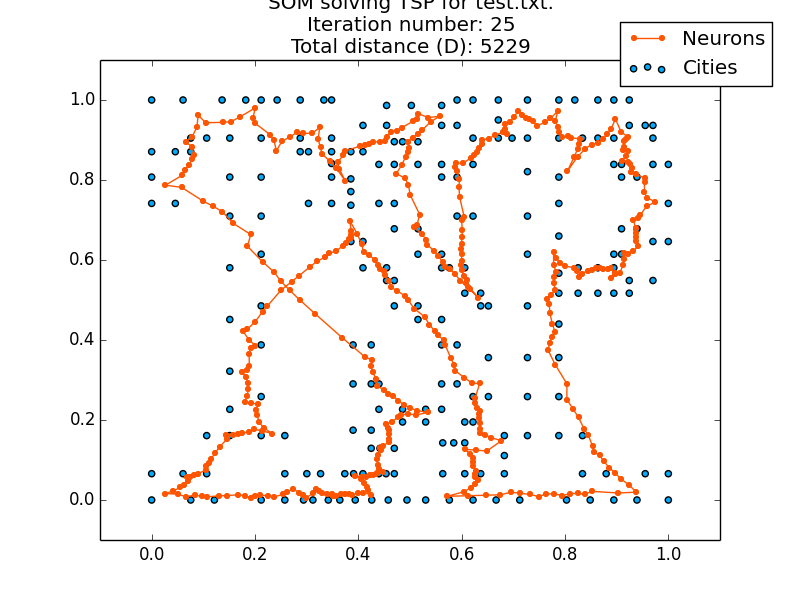 SOM solving TSP for test.txt.
Iteration number: 25
Total distance (D): 5229
Neurons
Cities
1.0
0.8
0.6
0.4
0.2
0.0
0.0 0.2 0.4 0.6 0.8 1.0